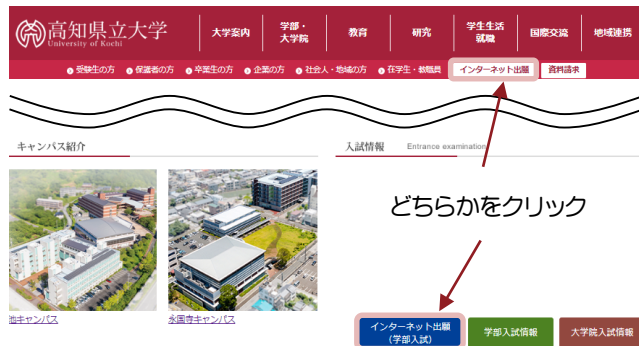 高知県立大学
University of Kochi
大学案内
学部・
大学院
教育
研究
学生生活
就職
国際交流
地域連携
受験生の方 保護者の方 卒業生の方 企業の方 社会人・地域の方 在学生・教職員 インターネット出願 資料請求
キャンパス紹介
入試情報 Entrance examination
どちらかをクリック
池キャンパス
永国寺キャンパス
インターネット出願
(学部入試)
学部入試情報
大学院入試情報